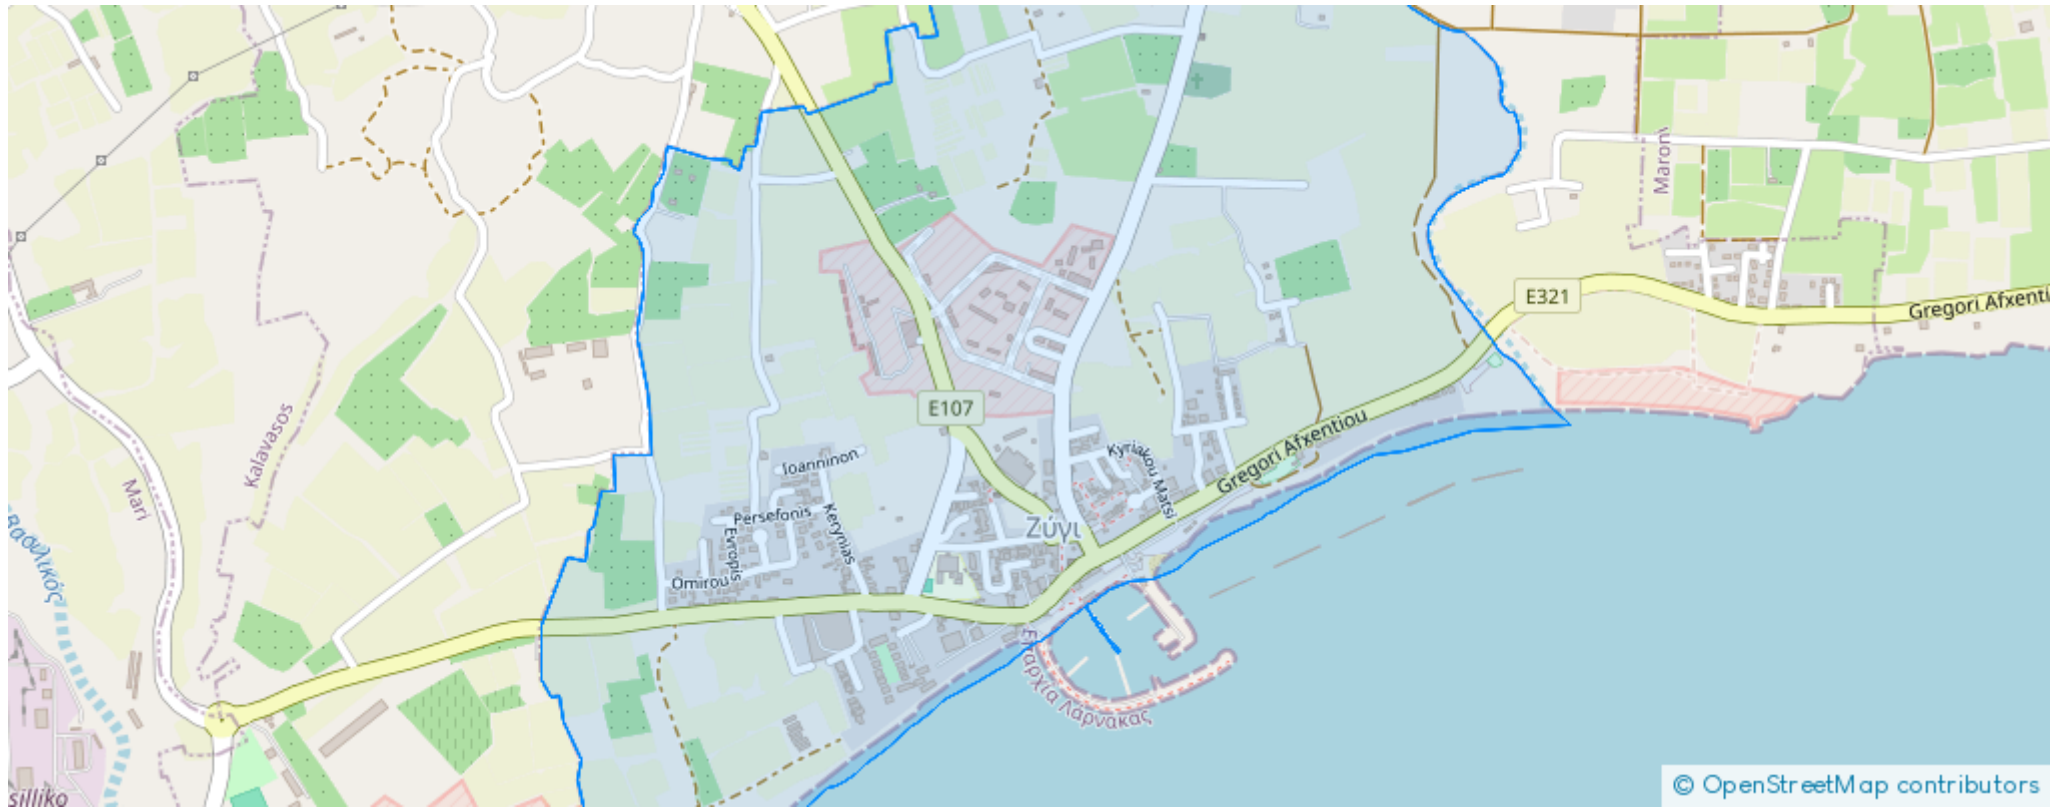 Maroni
E321
Gregori Afxenti
Kalavasos
Mari
E107
Gregori Afxentiou
Ioanninon
Kyriakou Matsi
Persefonis
Kerynias
Evropis
Ζύγι
Omirou
βασιλικός
Επαρχία Λάρνακας
silliko
© OpenStreetMap contributors